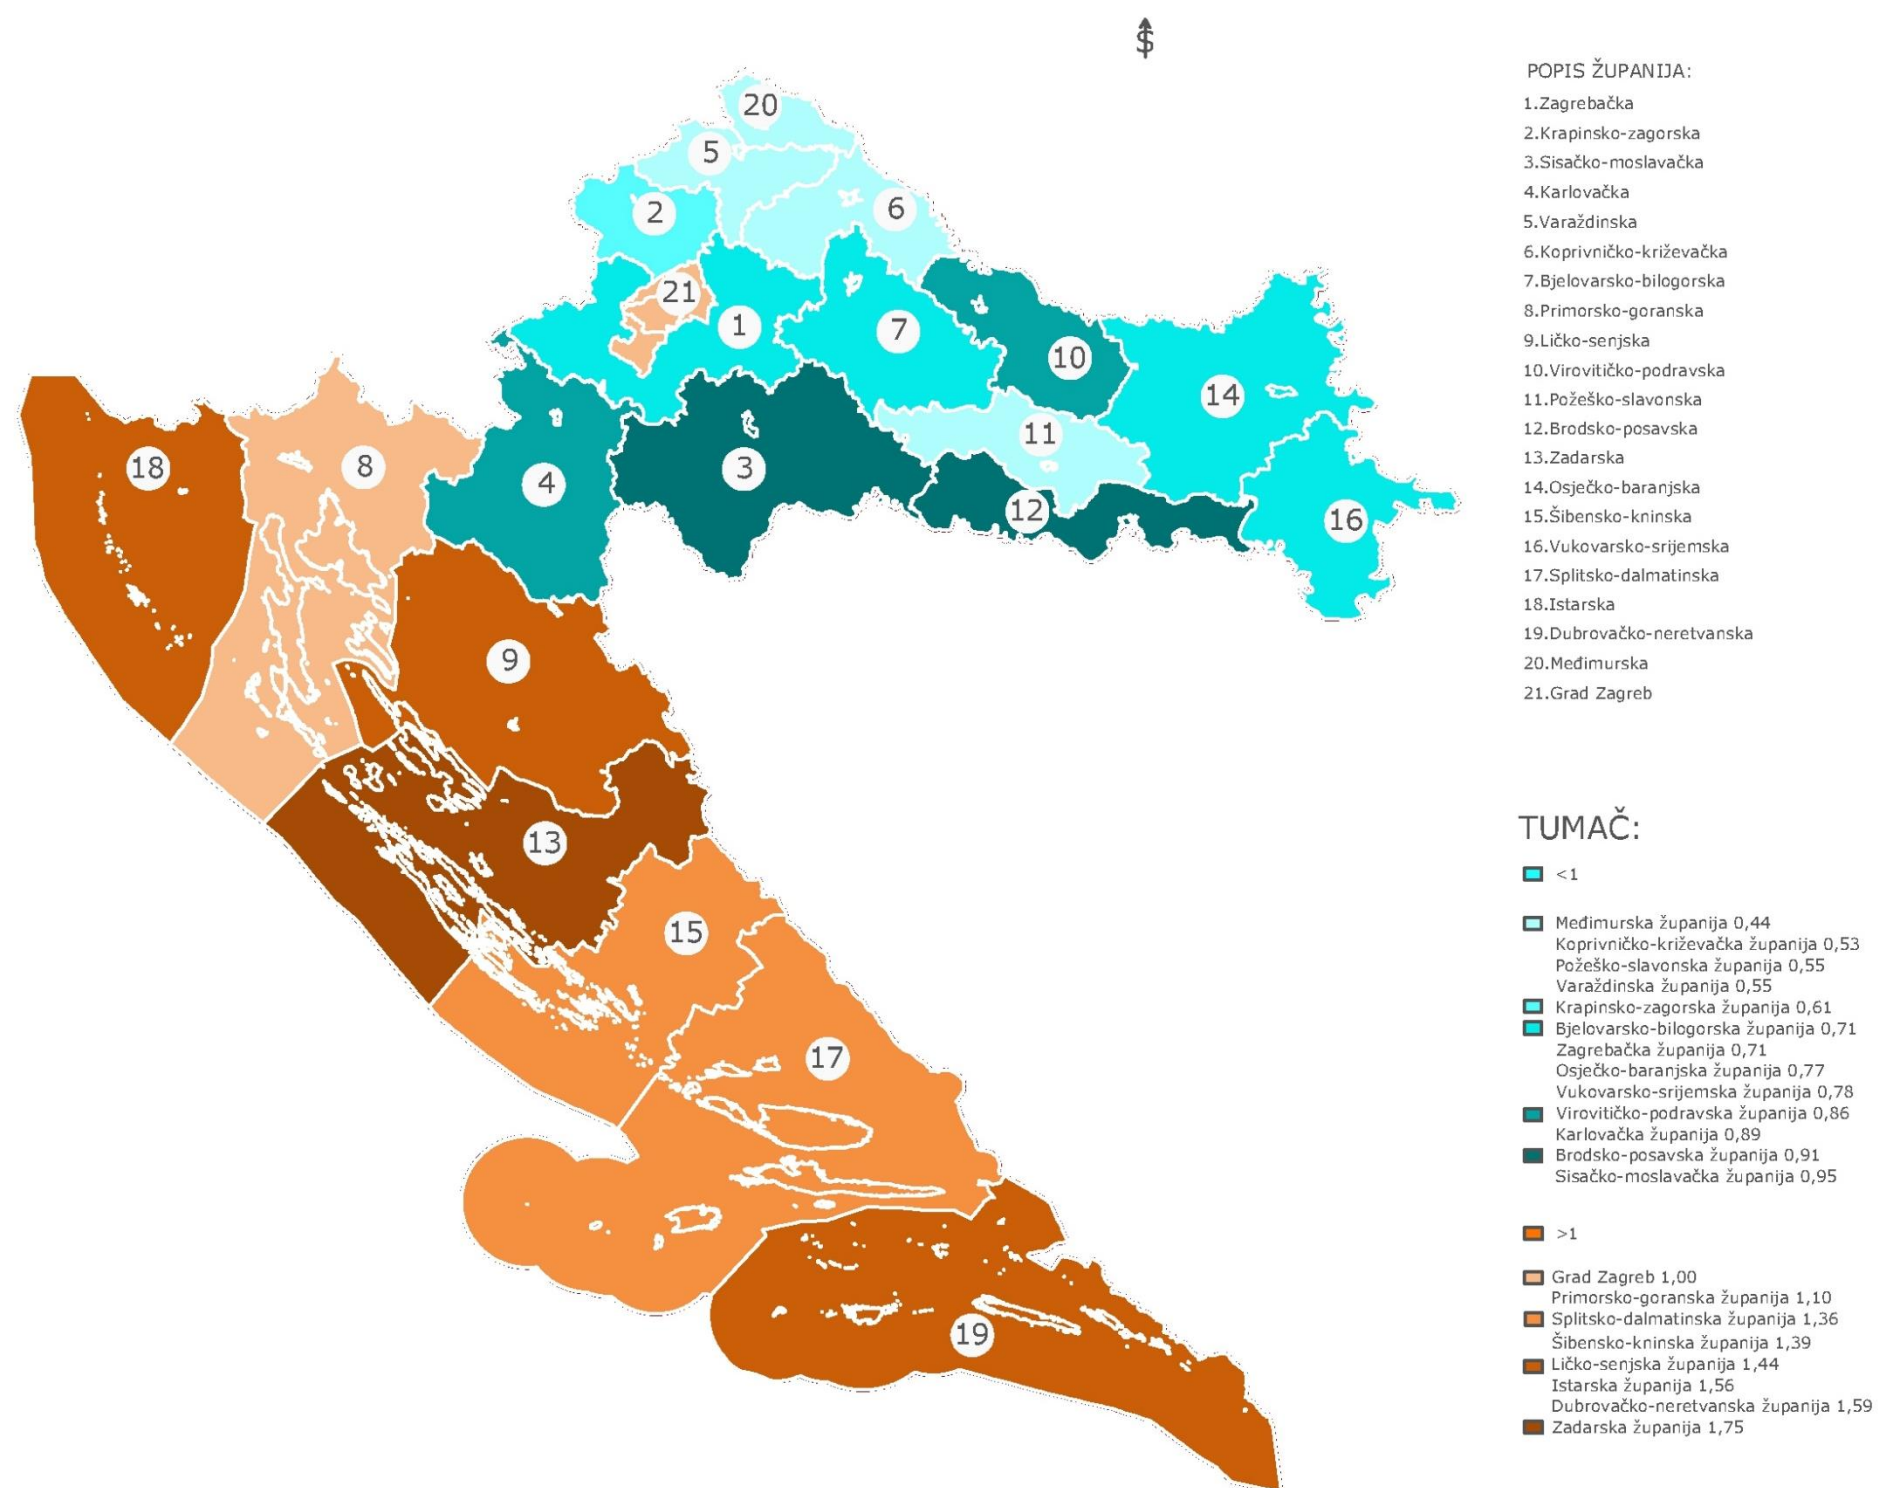 $
20
5
2
6
21
1
7
10
14
18
8
4
3
11
12
16
9
13
15
17
19
POPIS ŽUPANIJA:
1.Zagrebačka
2.Krapinsko-zagorska
3.Sisačko-moslavačka
4.Karlovačka
5.Varaždinska
6.Koprivničko-križevačka
7.Bjelovarsko-bilogorska
8.Primorsko-goranska
9.Ličko-senjska
10.Virovitičko-podravska
11.Požeško-slavonska
12.Brodsko-posavska
13.Zadarska
14.Osječko-baranjska
15.Šibensko-kninska
16.Vukovarsko-srijemska
17.Splitsko-dalmatinska
18.Istarska
19.Dubrovačko-neretvanska
20.Međimurska
21.Grad Zagreb
TUMAČ:
<1
Međimurska županija 0,44
Koprivničko-križevačka županija 0,53
Požeško-slavonska županija 0,55
Varaždinska županija 0,55
Krapinsko-zagorska županija 0,61
Bjelovarsko-bilogorska županija 0,71
Zagrebačka županija 0,71
Osječko-baranjska županija 0,77
Vukovarsko-srijemska županija 0,78
Virovitičko-podravska županija 0,86
Karlovačka županija 0,89
Brodsko-posavska županija 0,91
Sisačko-moslavačka županija 0,95
>1
Grad Zagreb 1,00
Primorsko-goranska županija 1,10
Splitsko-dalmatinska županija 1,36
Šibensko-kninska županija 1,39
Ličko-senjska županija 1,44
Istarska županija 1,56
Dubrovačko-neretvanska županija 1,59
Zadarska županija 1,75